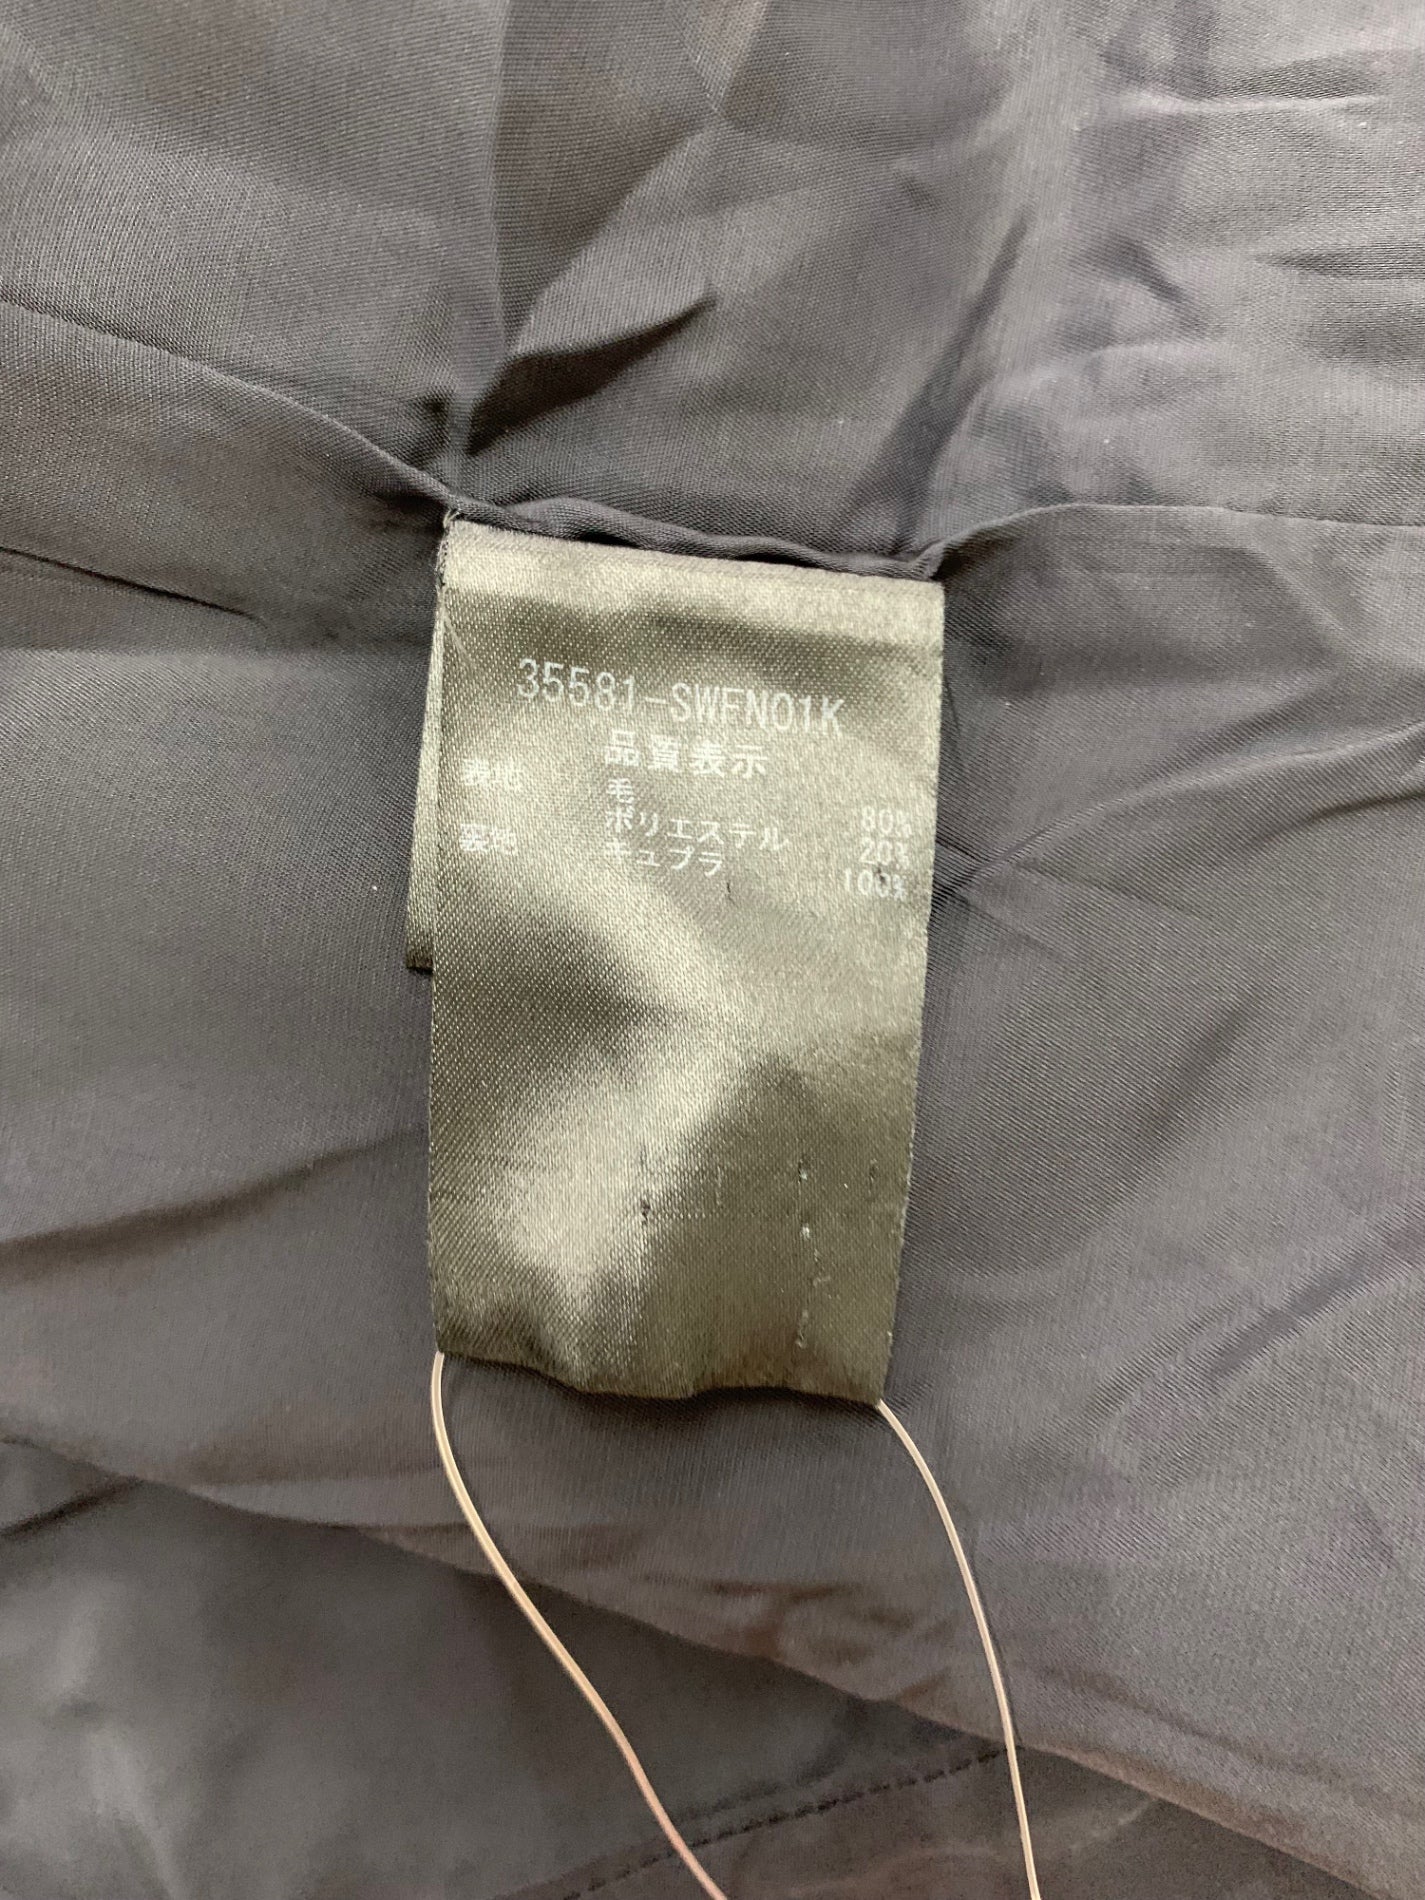 35581-SWFN01K
品質表示
表地 毛 80%
ポリエステル 20%
裏地 キュプラ 100%